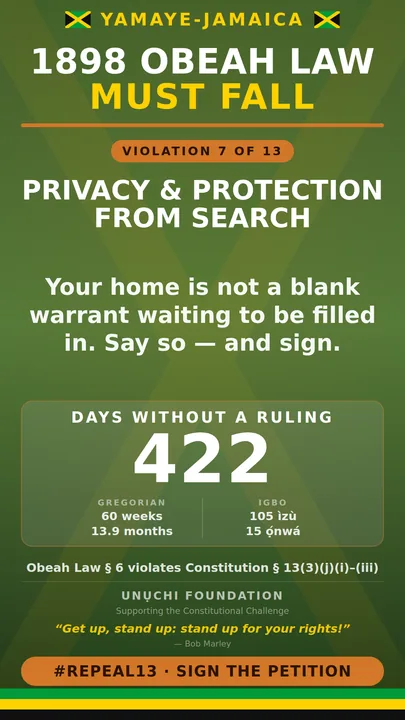 YAMAYE-JAMAICA
1898 OBEAH LAW
MUST FALL
VIOLATION 7 OF 13
PRIVACY & PROTECTION
FROM SEARCH
Your home is not a blank
warrant waiting to be filled
in. Say so — and sign.
DAYS WITHOUT A RULING
422
GREGORIAN
60 weeks
13.9 months
IGBO
105 ìzù
15 ọ́nwá
Obeah Law § 6 violates Constitution § 13(3)(j)(i)–(iii)
UNỤCHI FOUNDATION
Supporting the Constitutional Challenge
“Get up, stand up: stand up for your rights!”
— Bob Marley
#REPEAL13 · SIGN THE PETITION